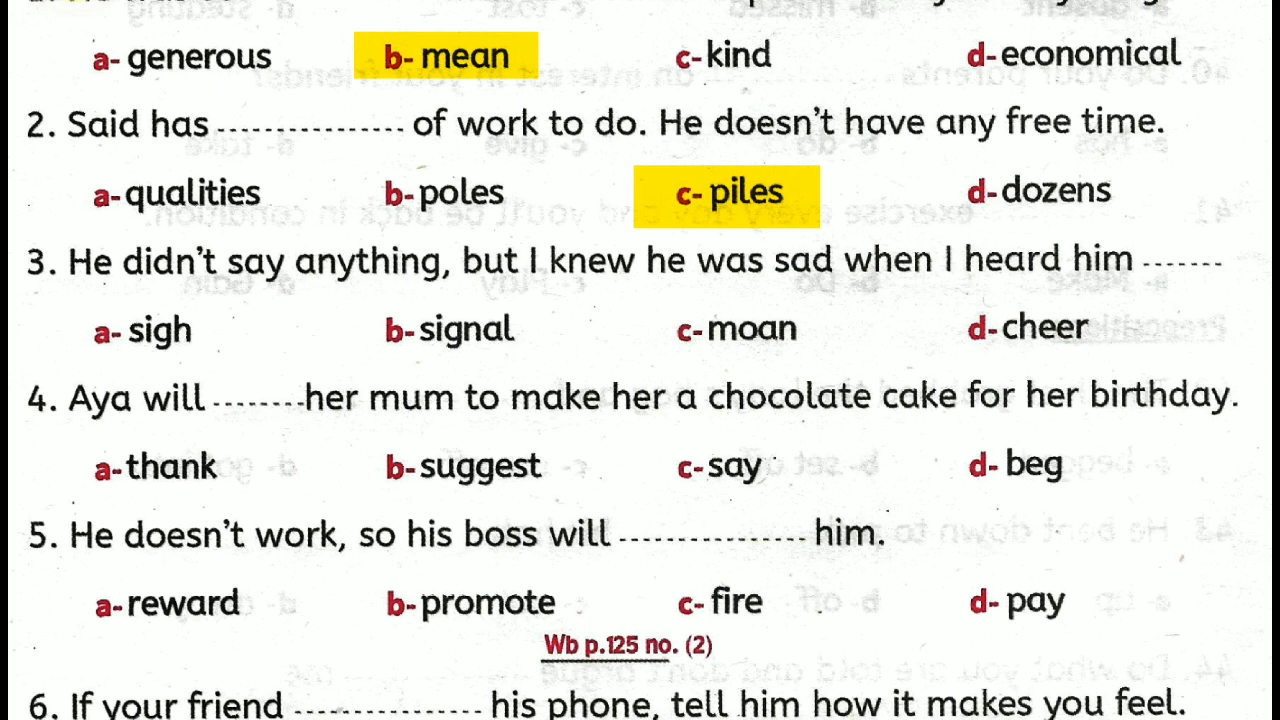 a- generous b- mean c- kind d- economical
2. Said has --------------- of work to do. He doesn't have any free time.
a- qualities b- poles c- piles d- dozens
3. He didn't say anything, but I knew he was sad when I heard him -------
a- sigh b- signal c- moan d- cheer
4. Aya will -------- her mum to make her a chocolate cake for her birthday.
a- thank b- suggest c- say d- beg
5. He doesn't work, so his boss will --------------- him.
a- reward b- promote c- fire d- pay
Wb p.125 no. (2)
6. If your friend --------------- his phone, tell him how it makes you feel.